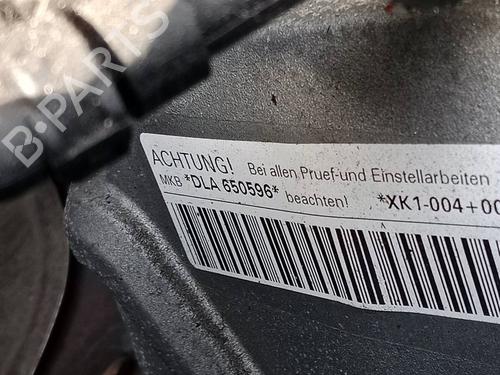 B-PARTS
ACHTUNG! Bei allen Pruef-und Einstellarbeiten
MKB *DLA 650596* beachten! *XK1-004+00